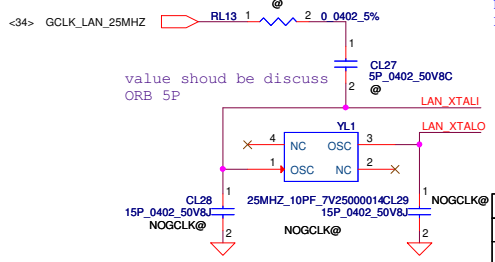 @
<34> GCLK_LAN_25MHZ
RL13 1 2 0_0402_5%
1
CL27
5P_0402_50V8C
@
2
value shoud be discuss
ORB 5P
LAN_XTALI
LAN_XTALO
YL1
4 NC OSC 3
1 OSC NC 2
CL28
15P_0402_50V8J
NOGCLK@
1
2
25MHZ_10PF_7V25000014
NOGCLK@
CL29
15P_0402_50V8J
1
2
NOGCLK@